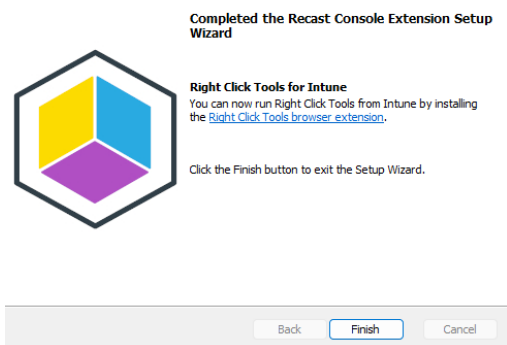 Completed the Recast Console Extension Setup
Wizard
Right Click Tools for Intune
You can now run Right Click Tools from Intune by installing
the Right Click Tools browser extension.
Click the Finish button to exit the Setup Wizard.
Back Finish Cancel